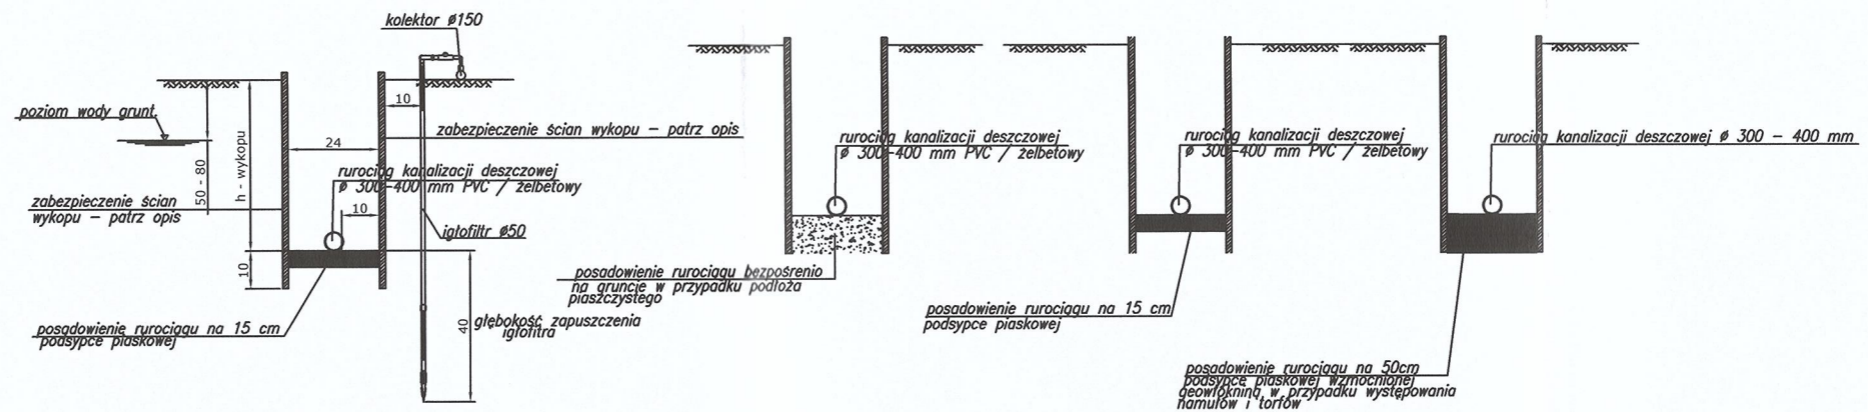 kolektor ø150
poziom wody grunt.
10
zabezpieczenie ścian wykopu – patrz opis
24
50 - 80
h - wykopu
rurociąg kanalizacji deszczowej
ø 300-400 mm PVC / żelbetowy
zabezpieczenie ścian
wykopu – patrz opis
10
igłofiltr ø50
10
40
głębokość zapuszczenia
igłofiltra
posadowienie rurociągu na 15 cm
podsypce piaskowej
rurociąg kanalizacji deszczowej
ø 300-400 mm PVC / żelbetowy
posadowienie rurociągu bezpośrenio
na gruncie w przypadku podłoża
piaszczystego
rurociąg kanalizacji deszczowej
ø 300-400 mm PVC / żelbetowy
posadowienie rurociągu na 15 cm
podsypce piaskowej
rurociąg kanalizacji deszczowej ø 300 - 400 mm
posadowienie rurociągu na 50cm
podsypce piaskowej wzmocnionej
geowłókniną w przypadku występowania
namułów i torfów